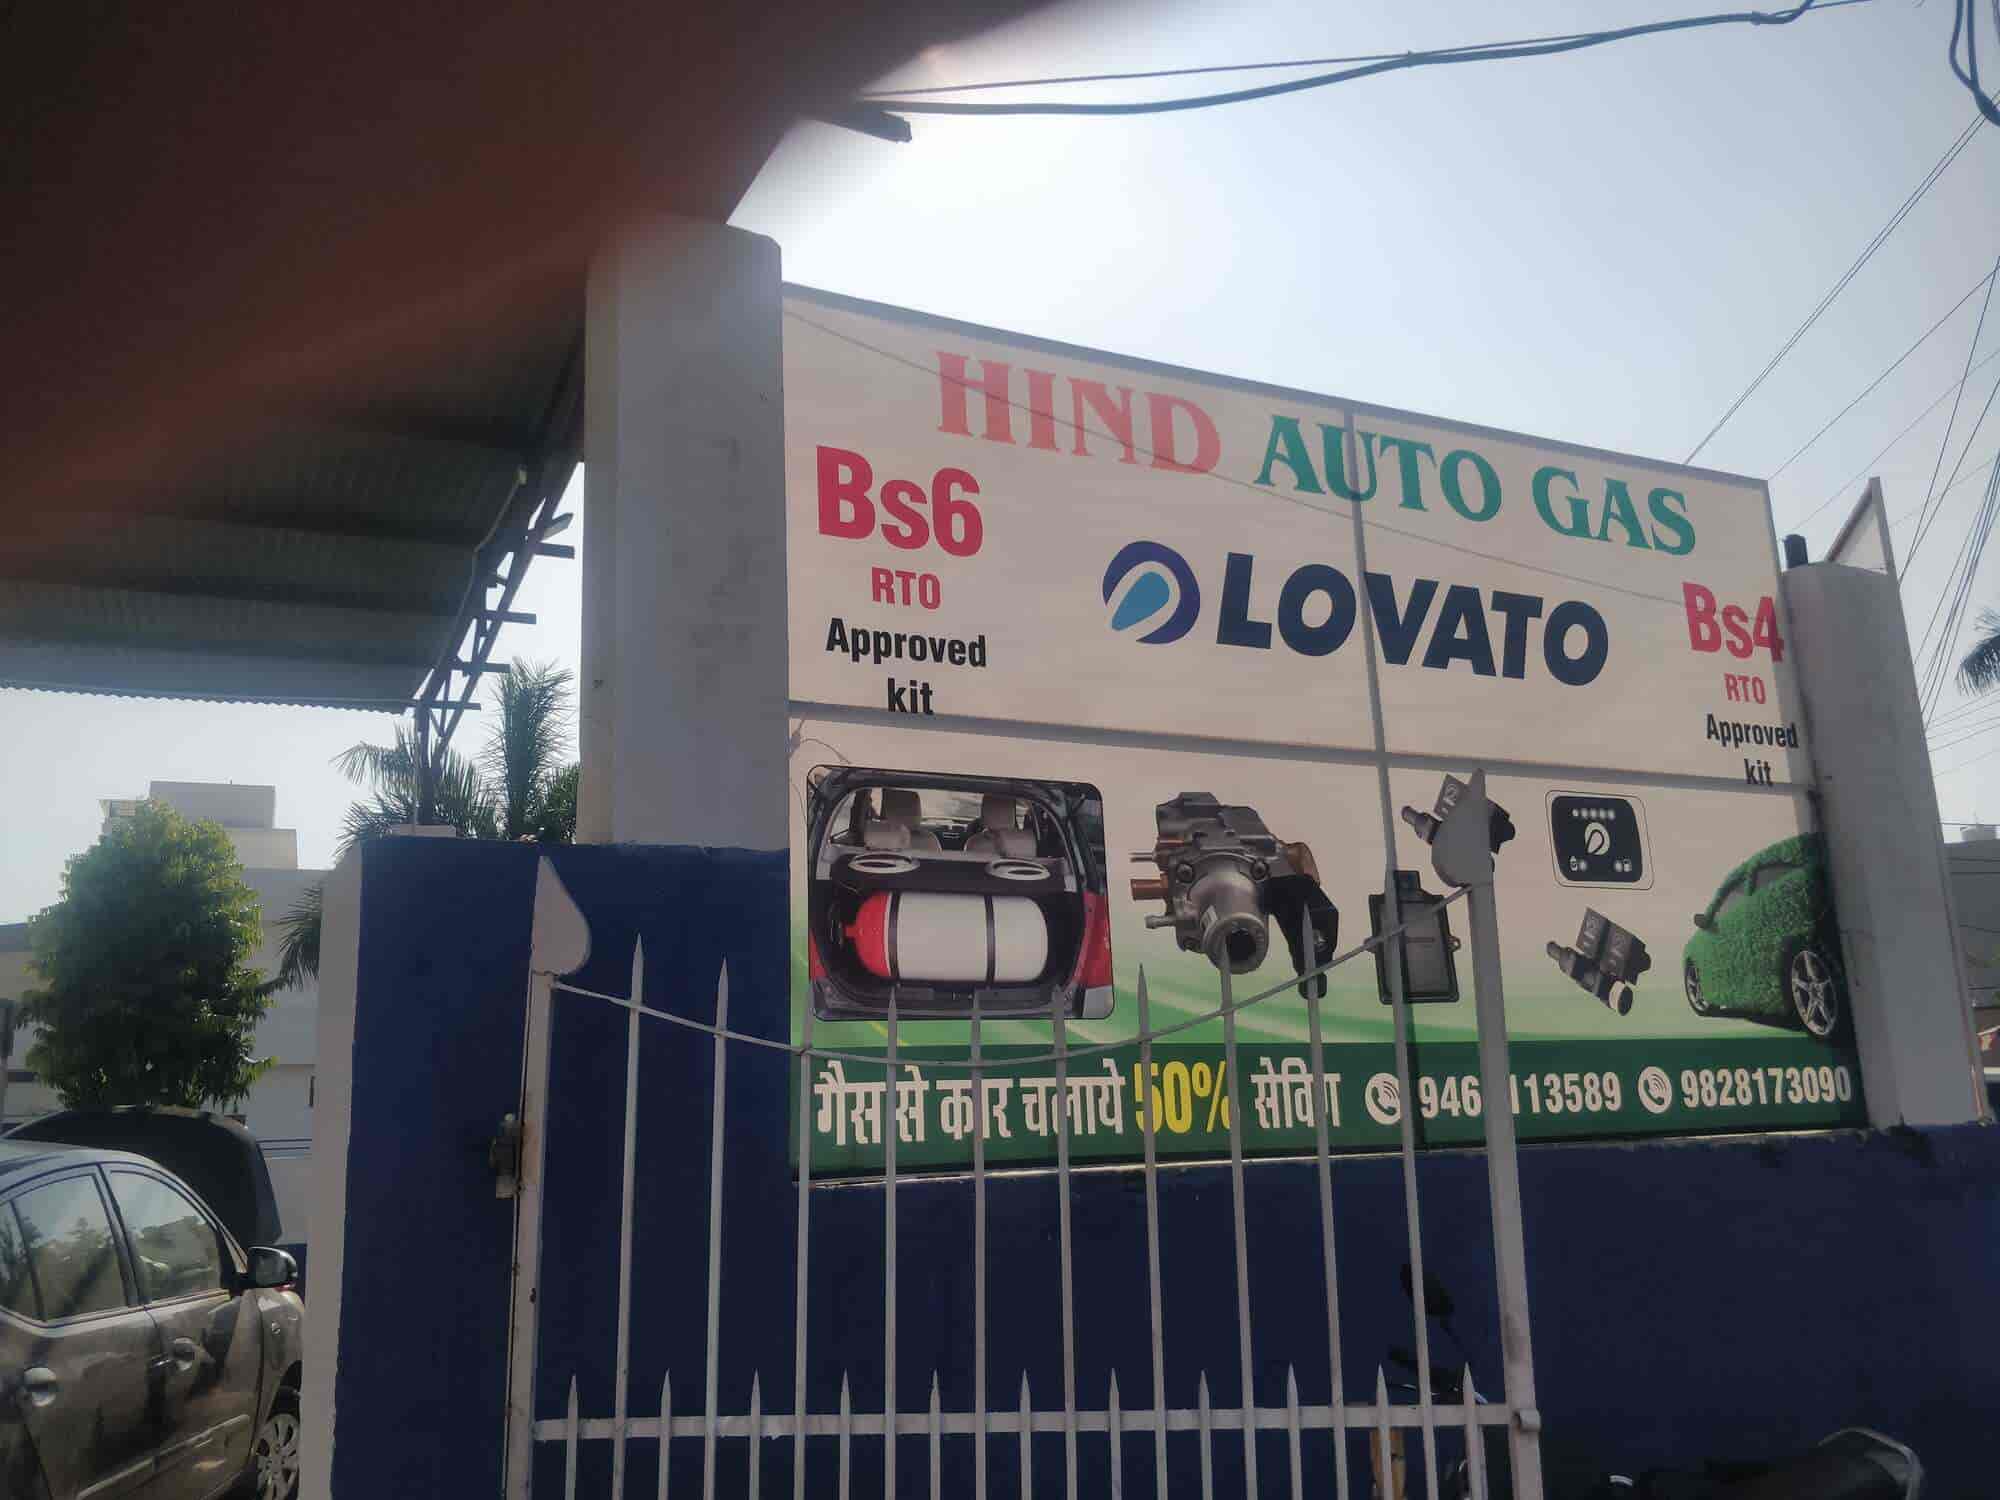 HIND AUTO GAS
Bs6
RTO
Approved
kit
LOVATO
Bs4
RTO
Approved
kit
गैस से कार चलाये 50% सेविंग
9828173090